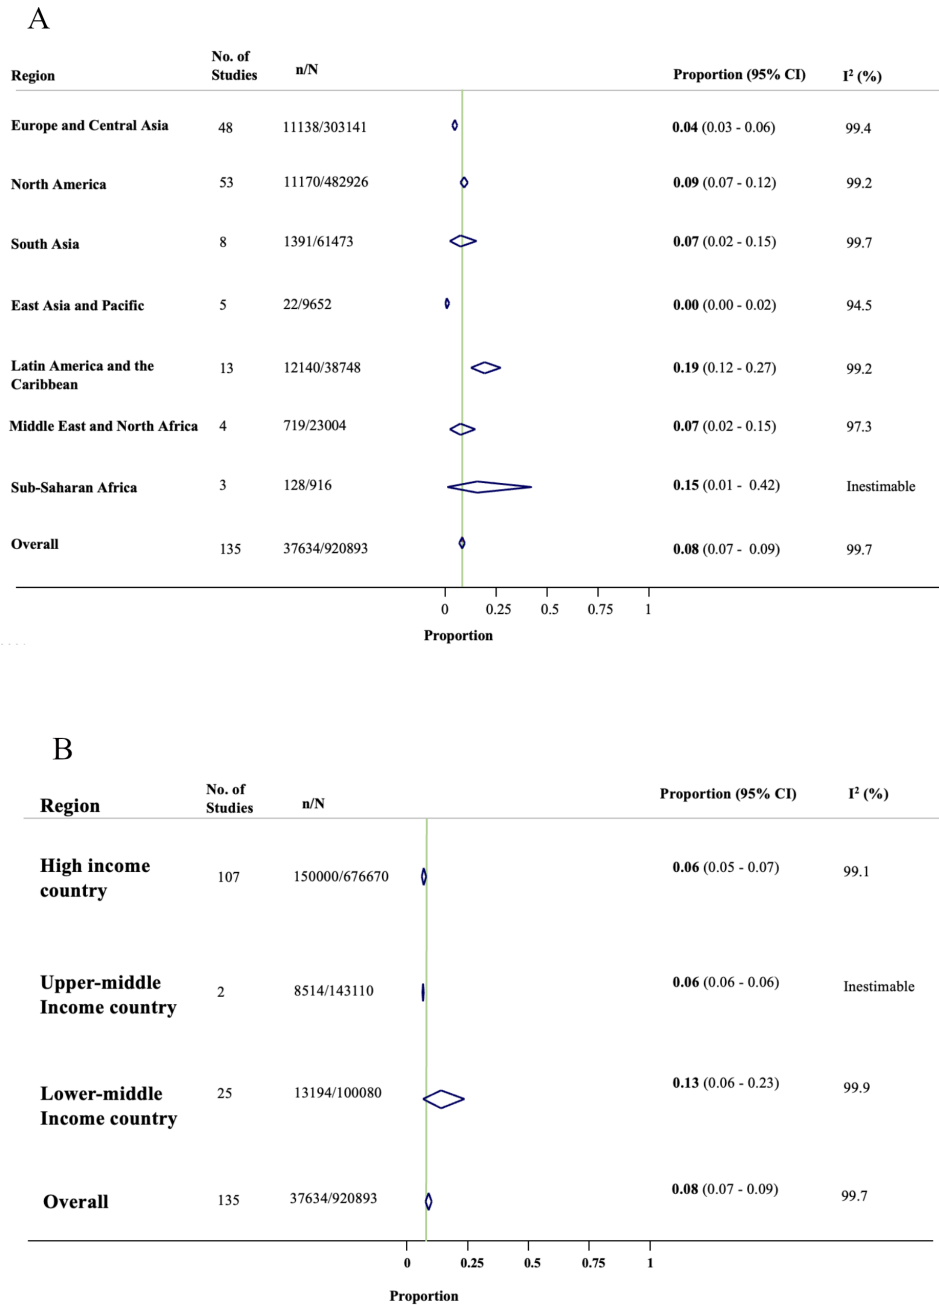 A
Region No. of Studies n/N Proportion (95% CI) I² (%)
Europe and Central Asia 48 11138/303141 0.04 (0.03 - 0.06) 99.4
North America 53 11170/482926 0.09 (0.07 - 0.12) 99.2
South Asia 8 1391/61473 0.07 (0.02 - 0.15) 99.7
East Asia and Pacific 5 22/9652 0.00 (0.00 - 0.02) 94.5
Latin America and the Caribbean 13 12140/38748 0.19 (0.12 - 0.27) 99.2
Middle East and North Africa 4 719/23004 0.07 (0.02 - 0.15) 97.3
Sub-Saharan Africa 3 128/916 0.15 (0.01 - 0.42) Inestimable
Overall 135 37634/920893 0.08 (0.07 - 0.09) 99.7
0 0.25 0.5 0.75 1
Proportion
B
Region No. of Studies n/N Proportion (95% CI) I² (%)
High income country 107 150000/676670 0.06 (0.05 - 0.07) 99.1
Upper-middle Income country 2 8514/143110 0.06 (0.06 - 0.06) Inestimable
Lower-middle Income country 25 13194/100080 0.13 (0.06 - 0.23) 99.9
Overall 135 37634/920893 0.08 (0.07 - 0.09) 99.7
0 0.25 0.5 0.75 1
Proportion